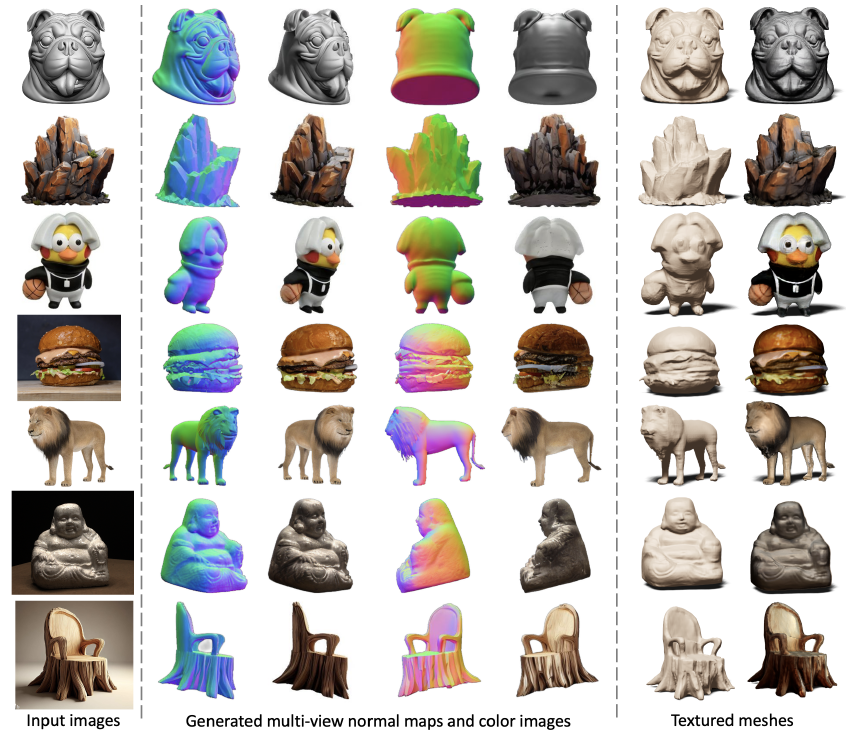 Input images
Generated multi-view normal maps and color images
Textured meshes